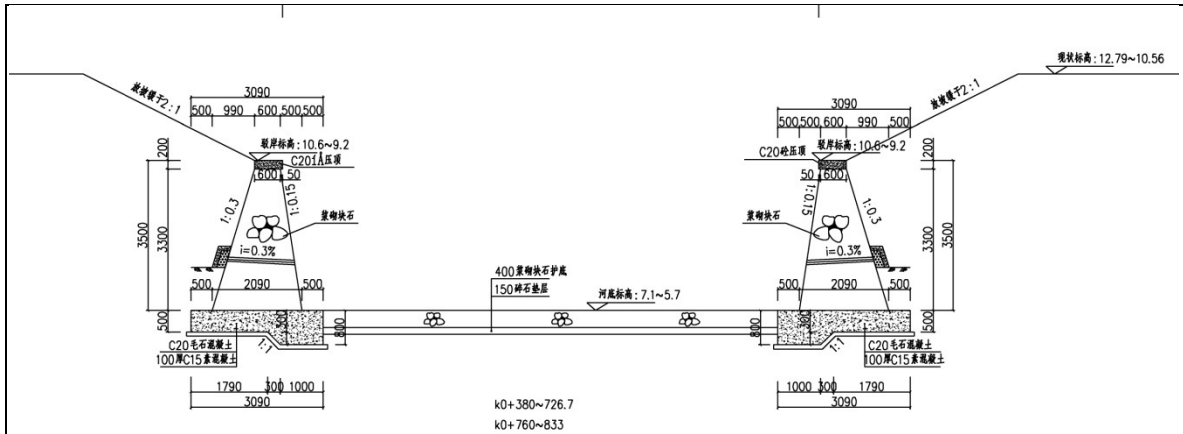 现状标高:12.79~10.56
放坡缓于2:1
放坡缓于2:1
3090
500 990 600 500 500
3090
500 500 600 990 500
驳岸标高:10.6~9.2
C201Å压顶
驳岸标高:10.6~9.2
C20砼压顶
200
600 50
50 600
200
1:0.3
1:0.15
1:0.15
1:0.3
浆砌块石
浆砌块石
3500
3300
3300
3500
i=0.3%
i=0.3%
400浆砌块石护底
150碎石垫层
河底标高:7.1~5.7
500 2090 500
500 2090 500
500
300
800
800
300
500
1:1
1:1
C20毛石混凝土
100厚C15素混凝土
C20毛石混凝土
100厚C15素混凝土
1790 300 1000
3090
1000 300 1790
3090
k0+380~726.7
k0+760~833